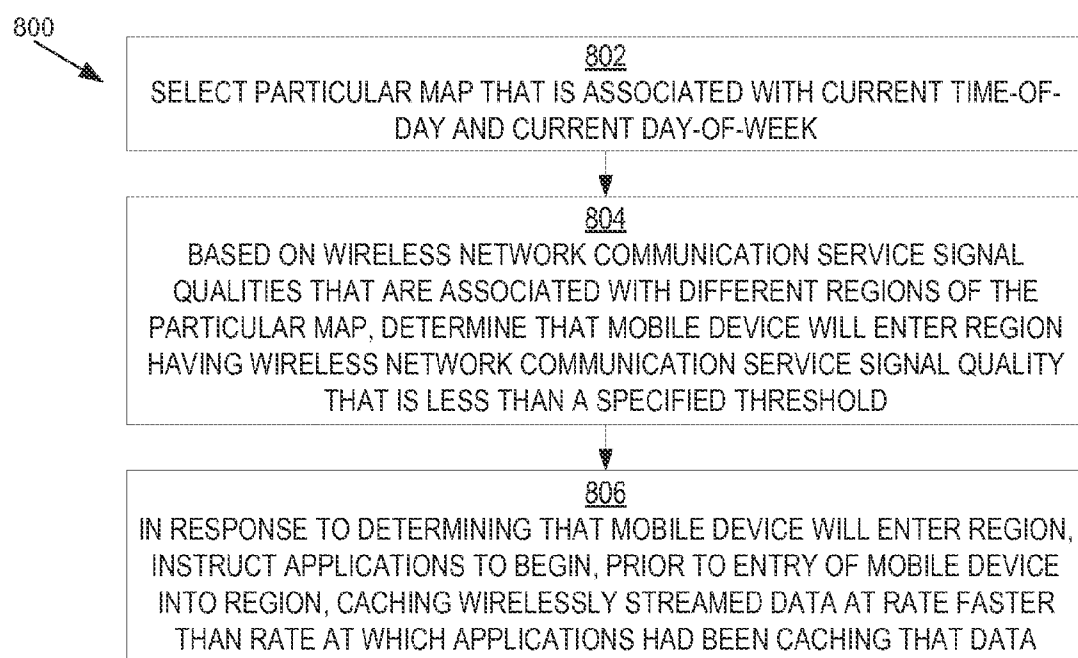 800
802
SELECT PARTICULAR MAP THAT IS ASSOCIATED WITH CURRENT TIME-OF-
DAY AND CURRENT DAY-OF-WEEK
804
BASED ON WIRELESS NETWORK COMMUNICATION SERVICE SIGNAL
QUALITIES THAT ARE ASSOCIATED WITH DIFFERENT REGIONS OF THE
PARTICULAR MAP, DETERMINE THAT MOBILE DEVICE WILL ENTER REGION
HAVING WIRELESS NETWORK COMMUNICATION SERVICE SIGNAL QUALITY
THAT IS LESS THAN A SPECIFIED THRESHOLD
806
IN RESPONSE TO DETERMINING THAT MOBILE DEVICE WILL ENTER REGION,
INSTRUCT APPLICATIONS TO BEGIN, PRIOR TO ENTRY OF MOBILE DEVICE
INTO REGION, CACHING WIRELESSLY STREAMED DATA AT RATE FASTER
THAN RATE AT WHICH APPLICATIONS HAD BEEN CACHING THAT DATA